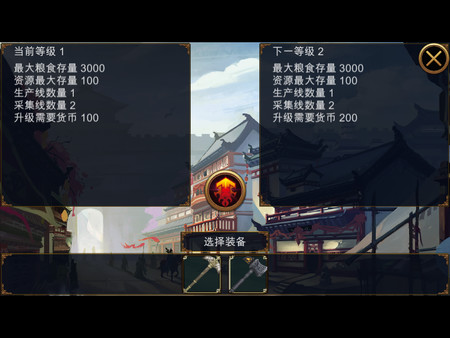 当前等级 1
最大粮食存量 3000
资源最大存量 100
生产线数量 1
采集线数量 2
升级需要货币 100
下一等级 2
最大粮食存量 3000
资源最大存量 100
生产线数量 1
采集线数量 2
升级需要货币 200
选择装备